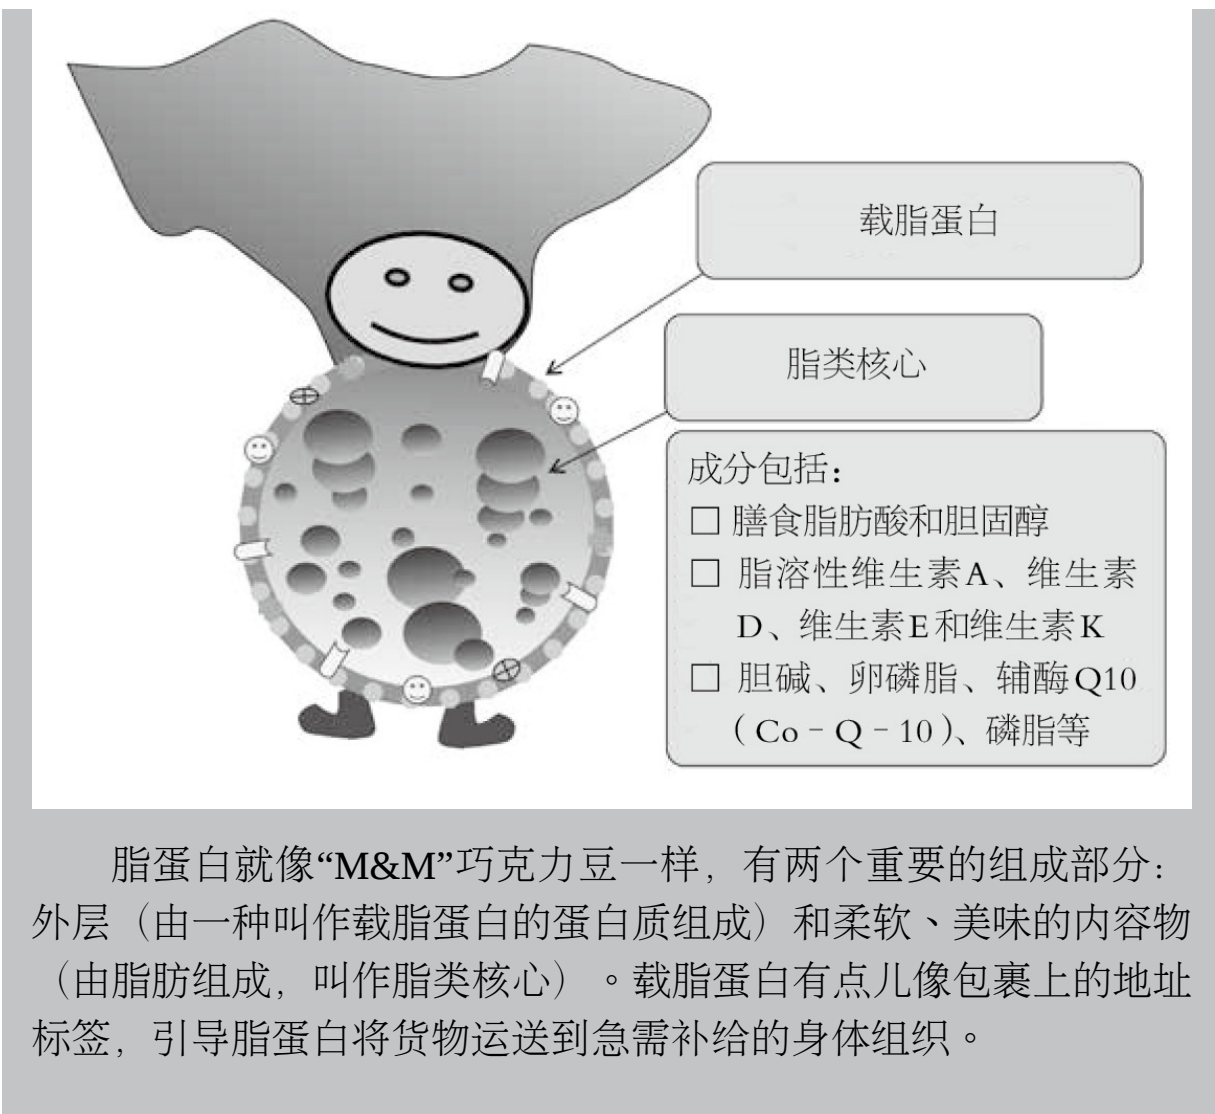 载脂蛋白
脂类核心
成分包括：
□ 膳食脂肪酸和胆固醇
□ 脂溶性维生素A、维生素
D、维生素E和维生素K
□ 胆碱、卵磷脂、辅酶Q10
（Co－Q－10）、磷脂等
脂蛋白就像“M&M”巧克力豆一样，有两个重要的组成部分：
外层（由一种叫作载脂蛋白的蛋白质组成）和柔软、美味的内容物
（由脂肪组成，叫作脂类核心）。载脂蛋白有点儿像包裹上的地址
标签，引导脂蛋白将货物运送到急需补给的身体组织。